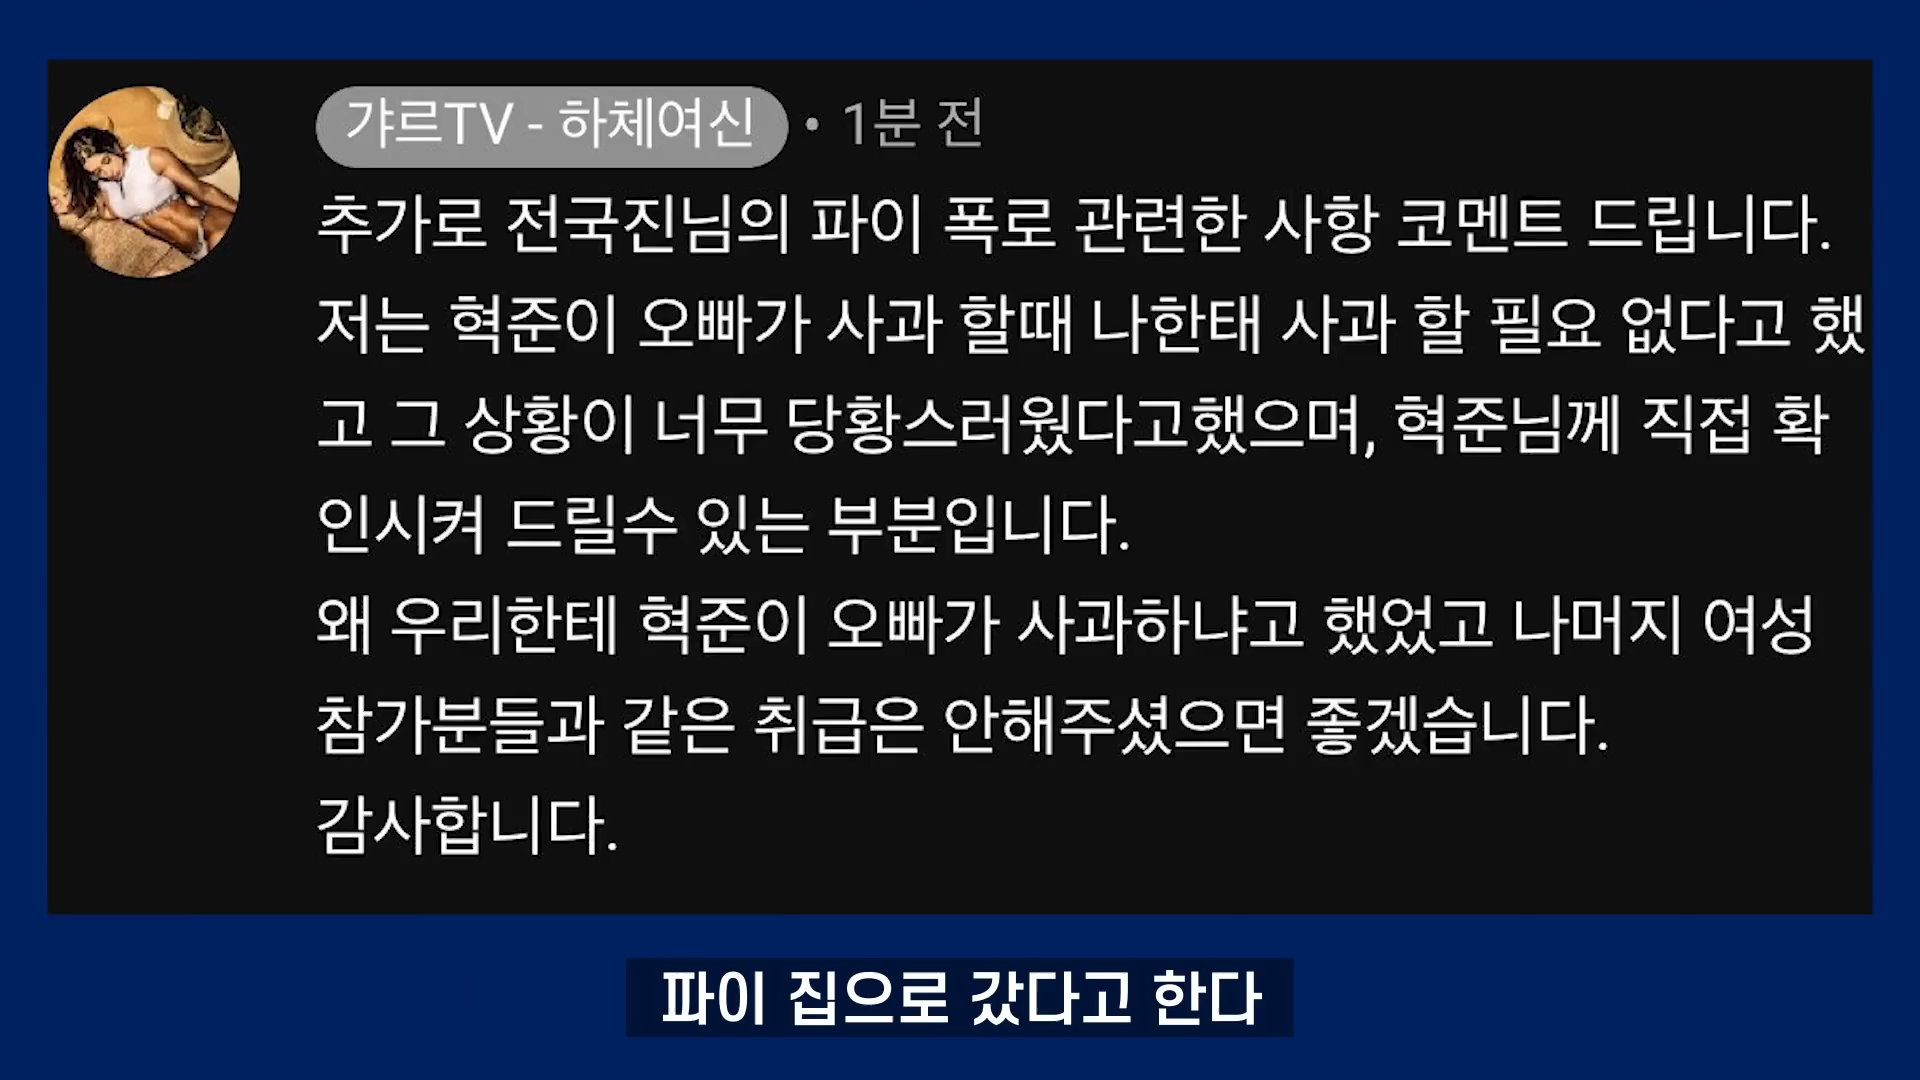 갸르TV - 하체여신 • 1분 전
추가로 전국진님의 파이 폭로 관련한 사항 코멘트 드립니다.
저는 혁준이 오빠가 사과 할때 나한태 사과 할 필요 없다고 했
고 그 상황이 너무 당황스러웠다고했으며, 혁준님께 직접 확
인시켜 드릴수 있는 부분입니다.
왜 우리한테 혁준이 오빠가 사과하냐고 했었고 나머지 여성
참가분들과 같은 취급은 안해주셨으면 좋겠습니다.
감사합니다.
파이 집으로 갔다고 한다